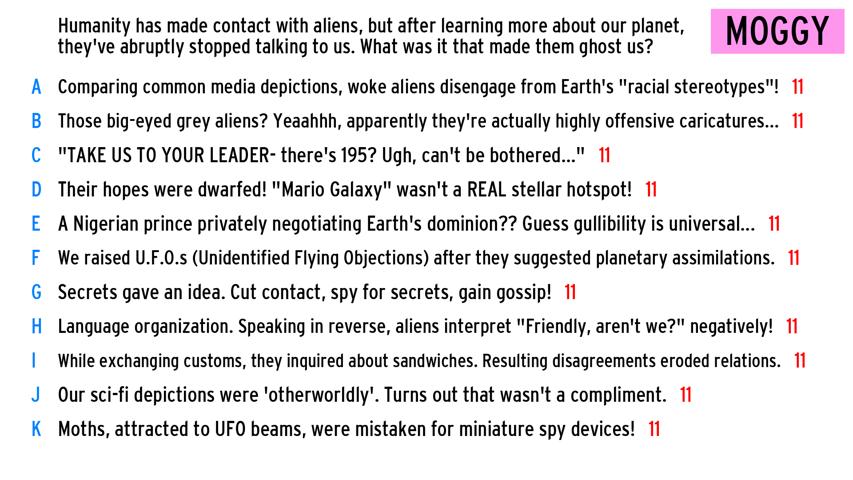 Humanity has made contact with aliens, but after learning more about our planet,
they've abruptly stopped talking to us. What was it that made them ghost us?
MOGGY
A Comparing common media depictions, woke aliens disengage from Earth's "racial stereotypes"! 11
B Those big-eyed grey aliens? Yeaahhh, apparently they're actually highly offensive caricatures... 11
C "TAKE US TO YOUR LEADER- there's 195? Ugh, can't be bothered..." 11
D Their hopes were dwarfed! "Mario Galaxy" wasn't a REAL stellar hotspot! 11
E A Nigerian prince privately negotiating Earth's dominion?? Guess gullibility is universal... 11
F We raised U.F.O.s (Unidentified Flying Objections) after they suggested planetary assimilations. 11
G Secrets gave an idea. Cut contact, spy for secrets, gain gossip! 11
H Language organization. Speaking in reverse, aliens interpret "Friendly, aren't we?" negatively! 11
I While exchanging customs, they inquired about sandwiches. Resulting disagreements eroded relations. 11
J Our sci-fi depictions were 'otherworldly'. Turns out that wasn't a compliment. 11
K Moths, attracted to UFO beams, were mistaken for miniature spy devices! 11